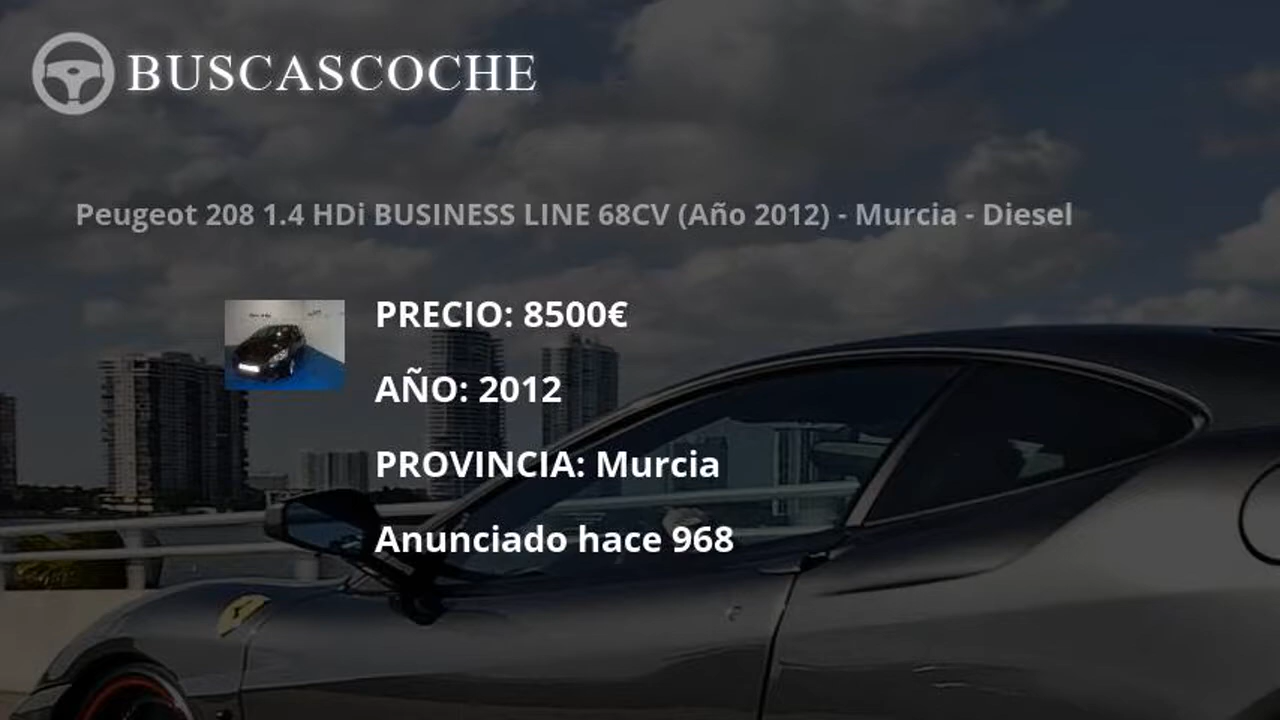 BUSCASCOCHE
Peugeot 208 1.4 HDi BUSINESS LINE 68CV (Año 2012) - Murcia - Diesel
PRECIO: 8500€
AÑO: 2012
PROVINCIA: Murcia
Anunciado hace 968